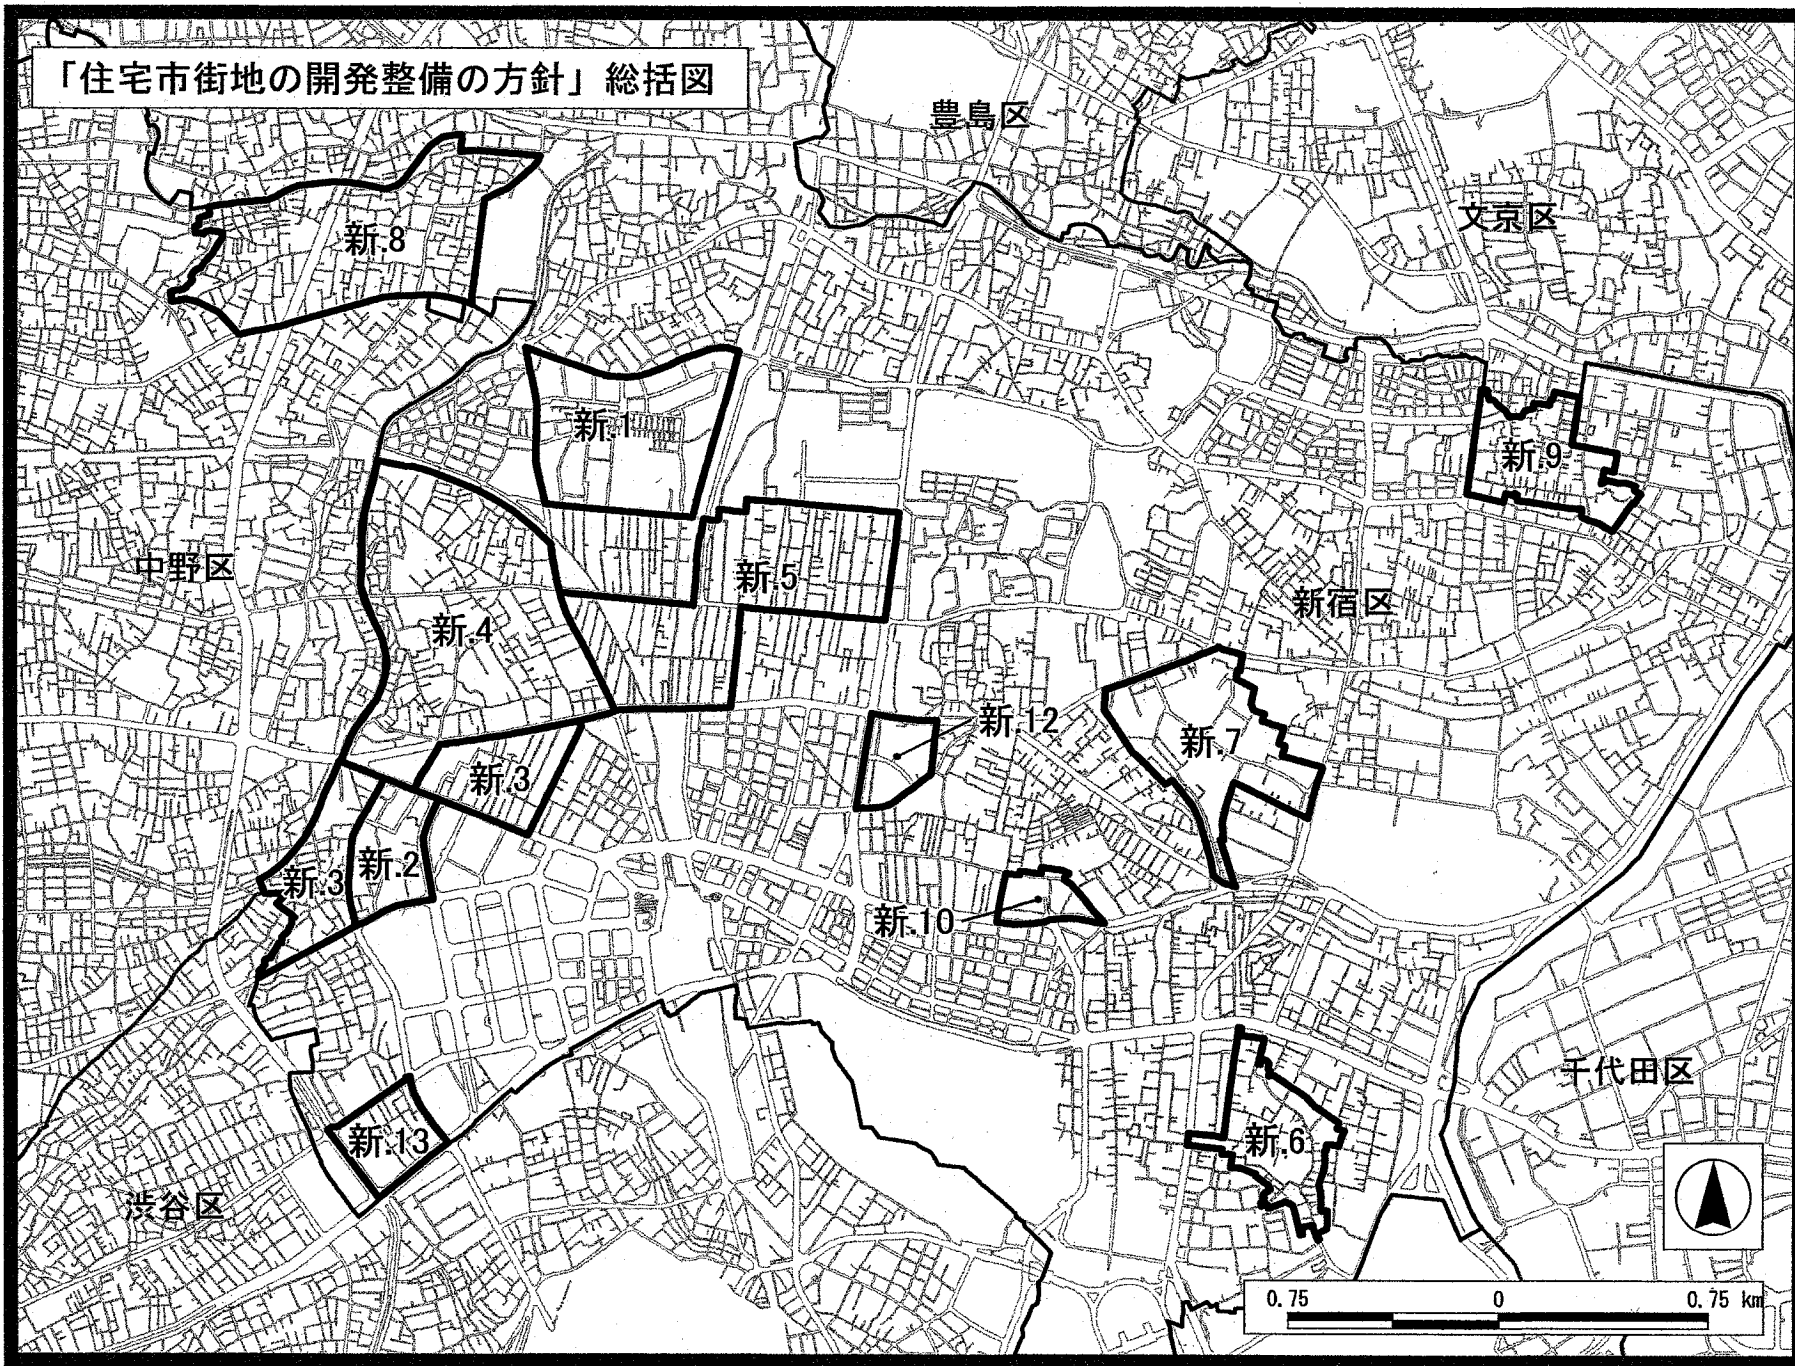 「住宅市街地の開発整備の方針」総括図
豊島区
文京区
新.8
新.1
新.9
中野区
新.5
新宿区
新.4
新.12
新.7
新.3
新.2
新.3
新.10
千代田区
新.13
新.6
渋谷区
0.75 0 0.75 km